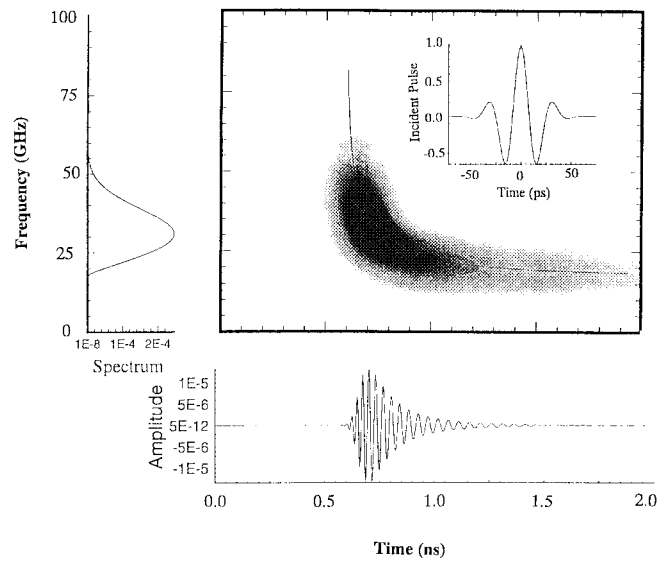 100
75
50
25
0
Frequency (GHz)
1E-8 1E-4 2E-4
Spectrum
1.0
0.5
0.0
-0.5
Incident Pulse
-50 0 50
Time (ps)
1E-5
5E-6
5E-12
-5E-6
-1E-5
Amplitude
0.0 0.5 1.0 1.5 2.0
Time (ns)